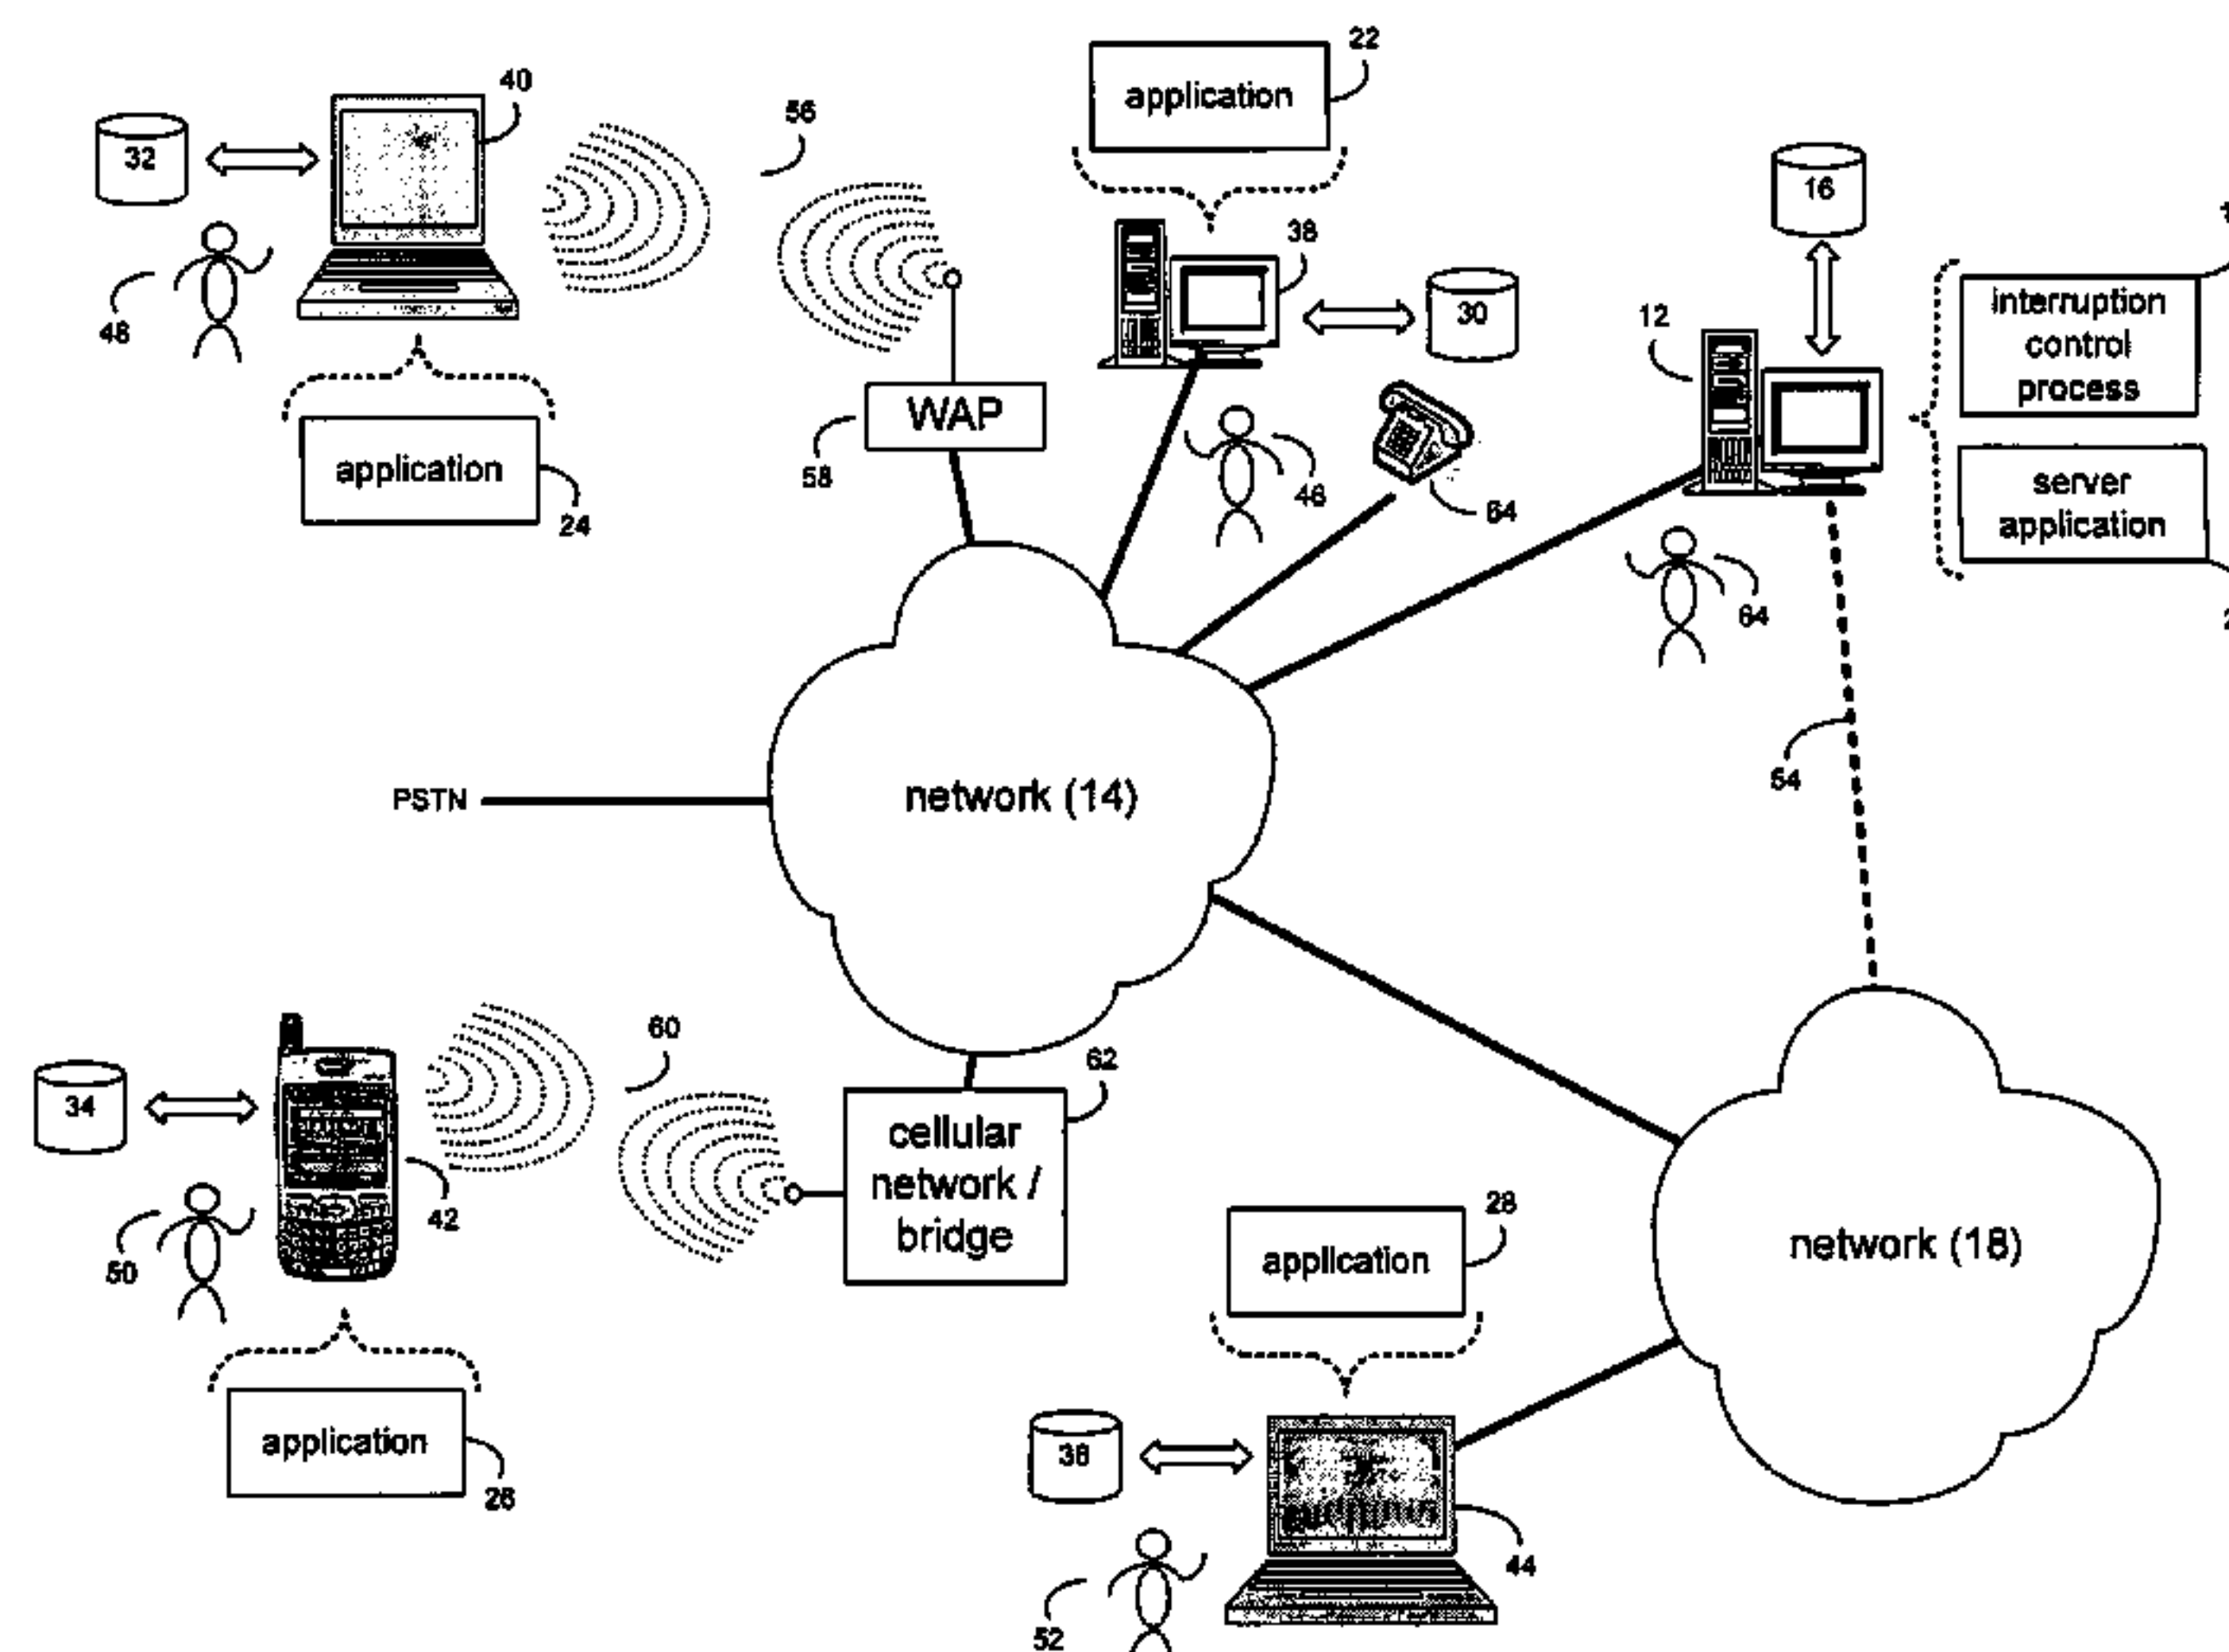 40
32
56
22
application
16
48
38
30
12
interruption
control
process
WAP
58
46
64
server
application
application
24
64
54
PSTN
network (14)
60
62
34
42
cellular
network /
bridge
50
28
application
network (18)
application
26
36
44
52